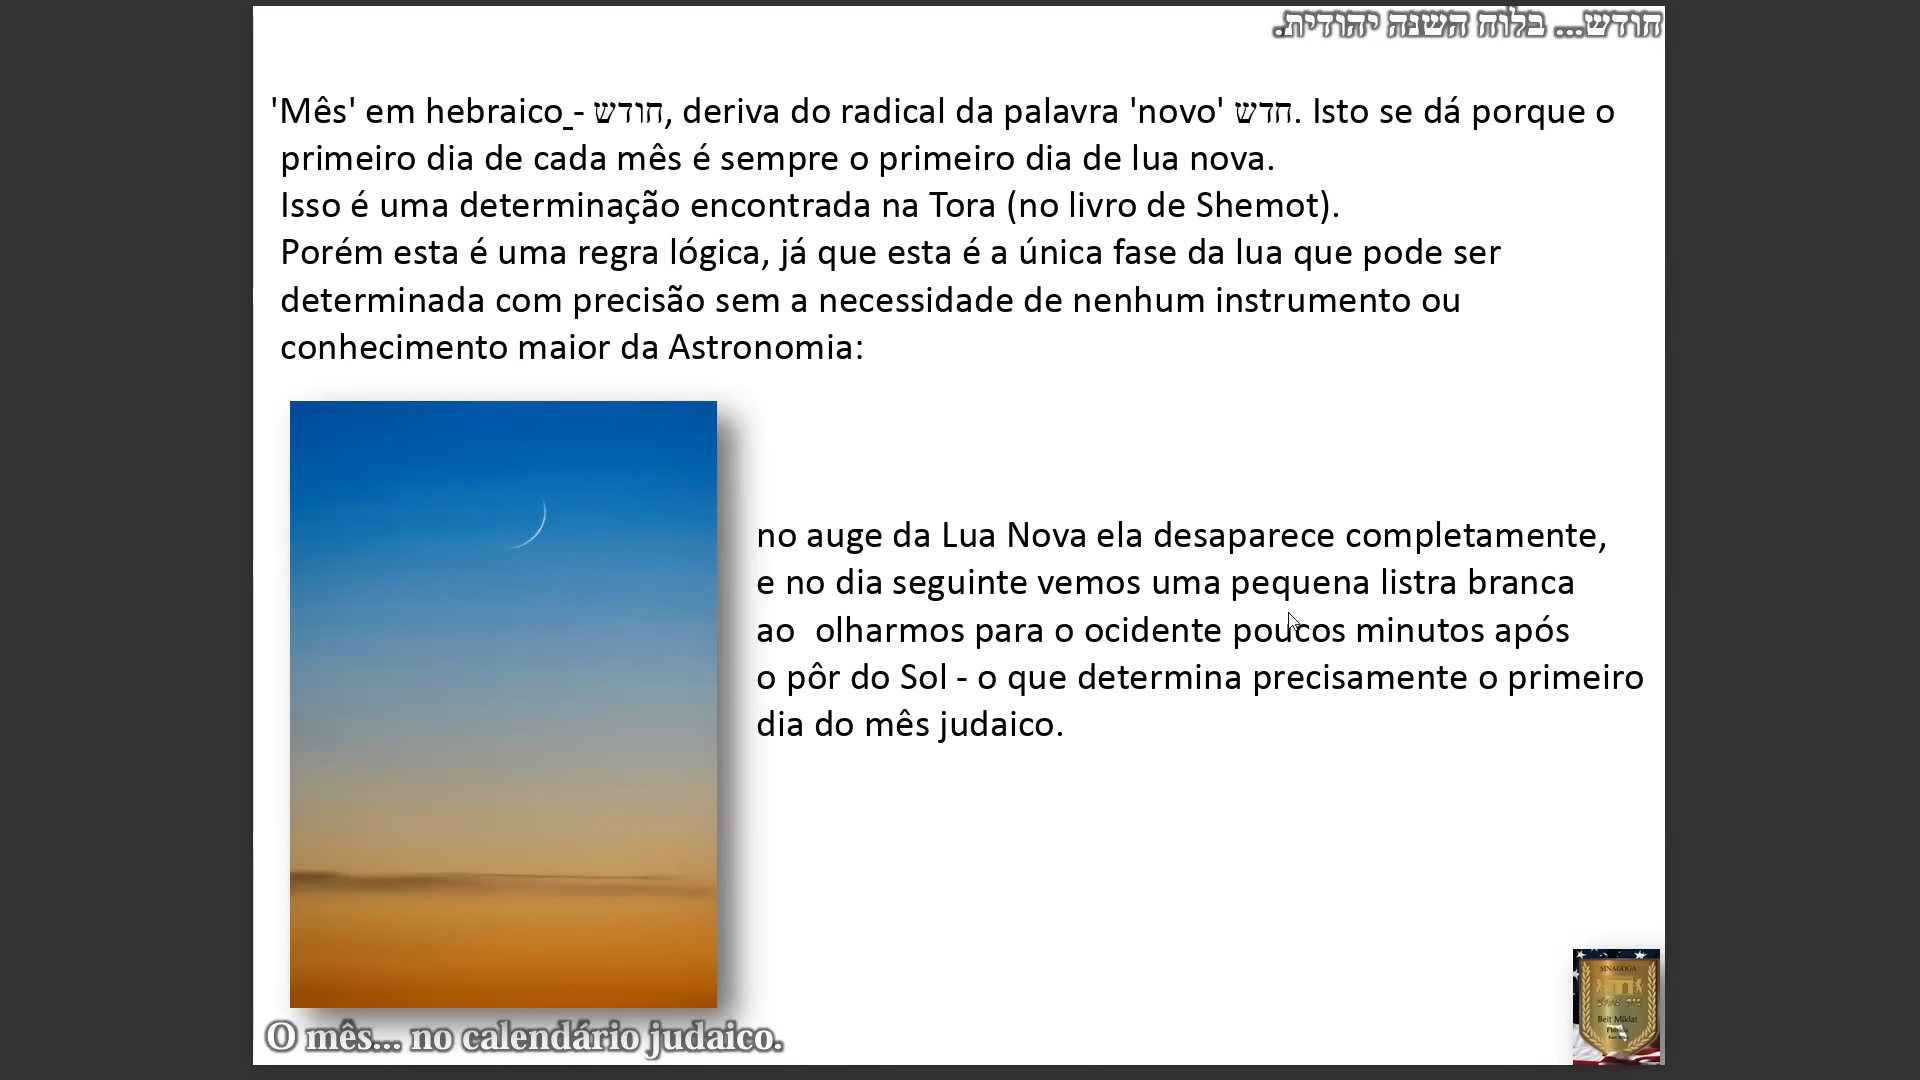 חודש... בלוח השנה יהודית.
'Mês' em hebraico - חודש, deriva do radical da palavra 'novo' חדש. Isto se dá porque o
primeiro dia de cada mês é sempre o primeiro dia de lua nova.
Isso é uma determinação encontrada na Tora (no livro de Shemot).
Porém esta é uma regra lógica, já que esta é a única fase da lua que pode ser
determinada com precisão sem a necessidade de nenhum instrumento ou
conhecimento maior da Astronomia:
no auge da Lua Nova ela desaparece completamente,
e no dia seguinte vemos uma pequena listra branca
ao olharmos para o ocidente poucos minutos após
o pôr do Sol - o que determina precisamente o primeiro
dia do mês judaico.
SINAGOGA
Beit Miklat
O mês... no calendário judaico.